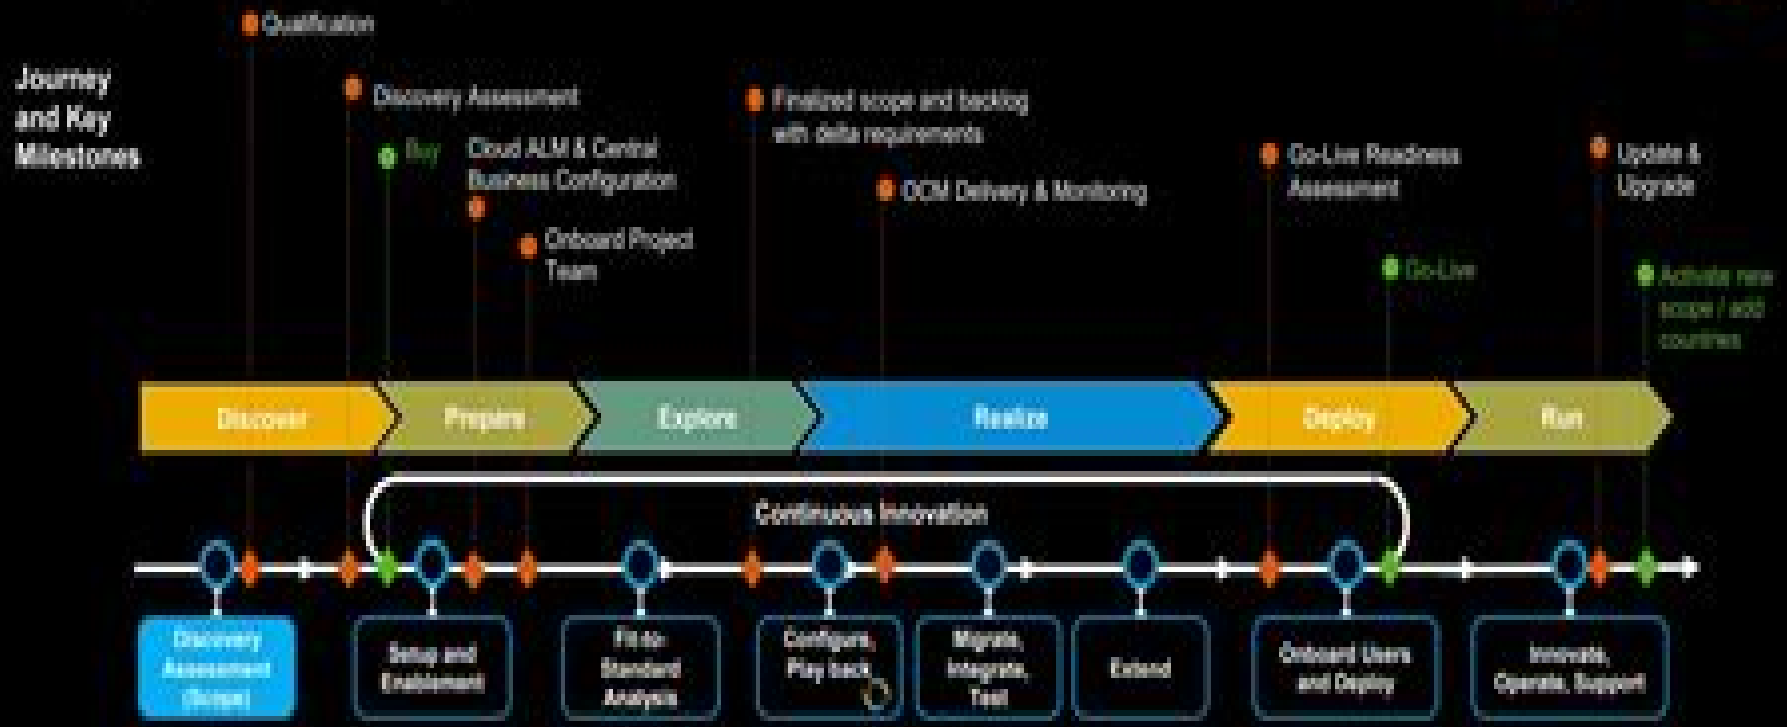 Journey
and Key
Milestones
Qualification
Discovery Assessment
Buy
Cloud ALM & Central
Business Configuration
Onboard Project
Team
Finalized scope and backlog
with delta requirements
OCM Delivery & Monitoring
Go-Live Readiness
Assessment
Go-Live
Update &
Upgrade
Activate new
scope / add
countries
Discover
Prepare
Explore
Realize
Deploy
Run
Continuous Innovation
Discovery
Assessment
(Scope)
Setup and
Enablement
Fit-to-
Standard
Analysis
Configure,
Play back
Migrate,
Integrate,
Test
Extend
Onboard Users
and Deploy
Innovate,
Operate, Support